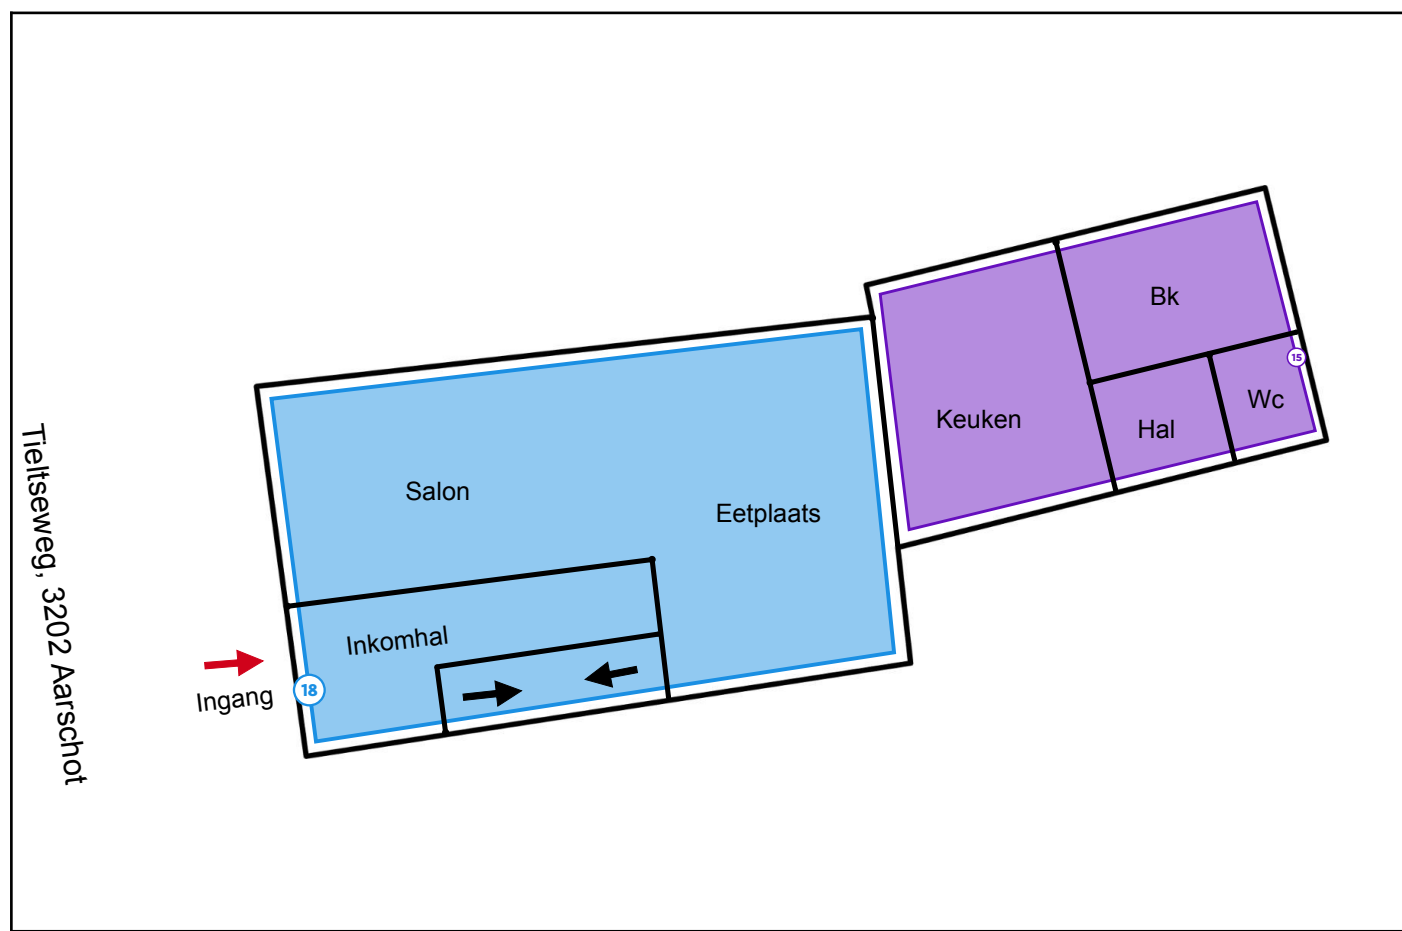 Tieltseweg, 3202 Aarschot
Ingang
18
Inkomhal
Salon
Eetplaats
Keuken
Bk
Hal
Wc
15